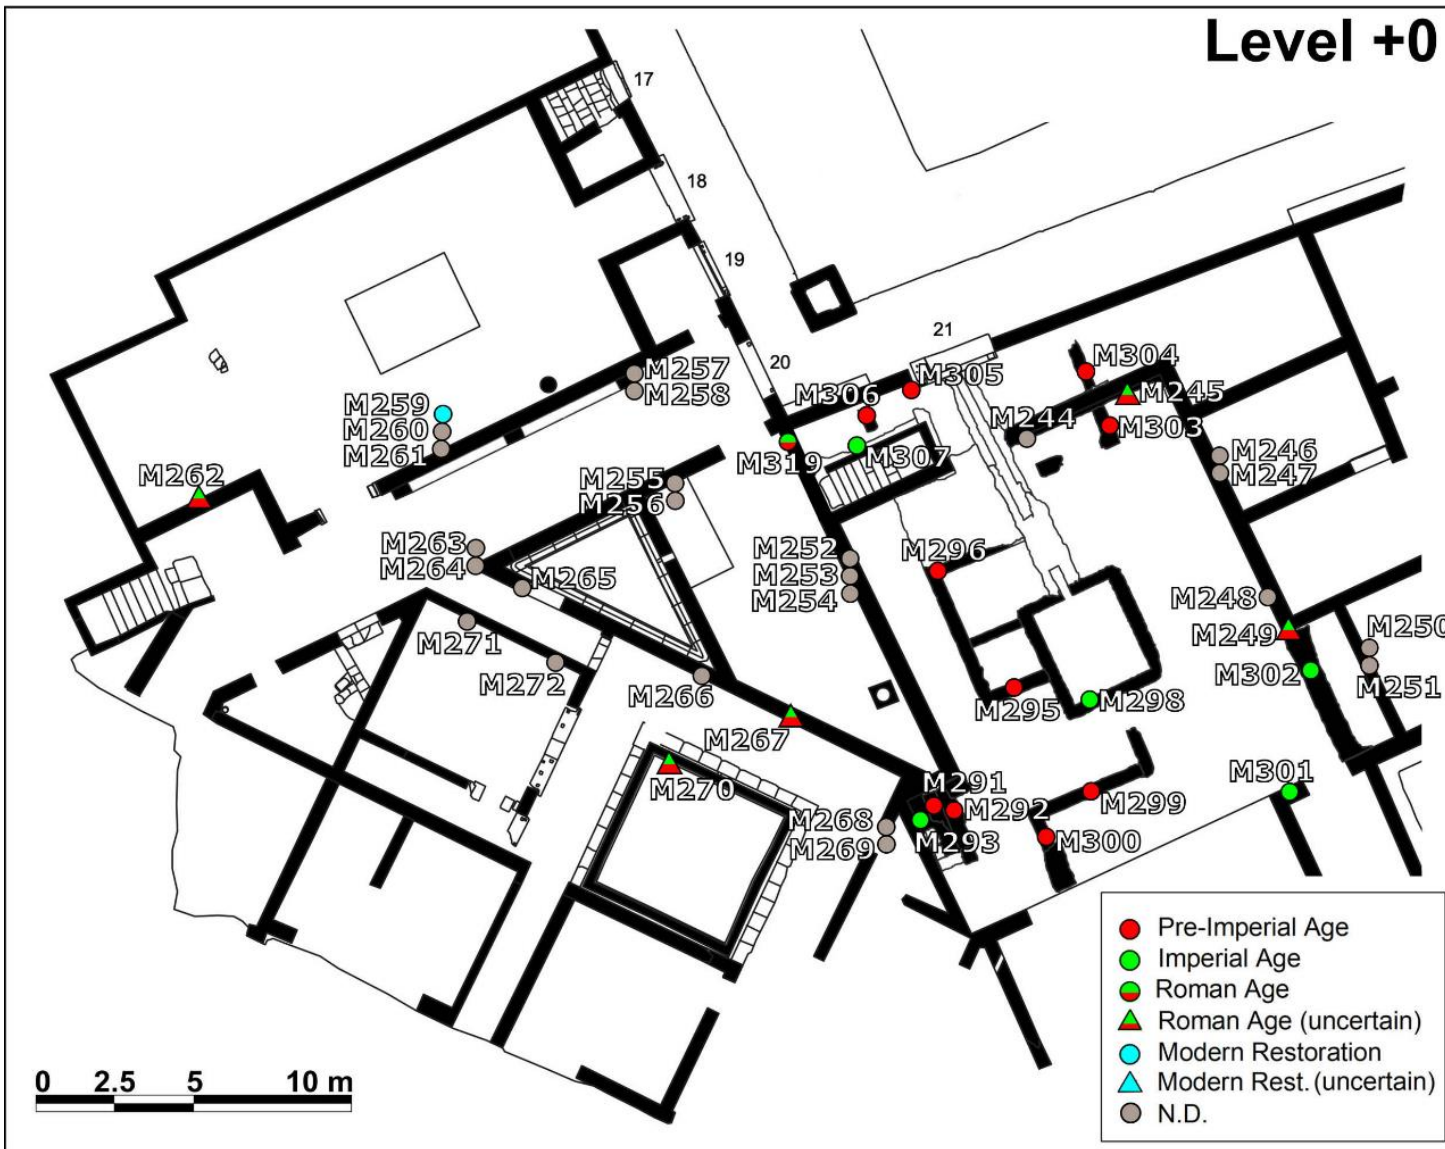 Level +0
17
18
19
20
21
M304
M257
M305
M245
M258
M306
M259
M244
M303
M260
M307
M261
M319
M246
M262
M247
M255
M256
M263
M252
M296
M264
M253
M265
M254
M248
M271
M249
M250
M272
M302
M251
M266
M295
M298
M267
M301
M270
M291
M299
M268
M292
M269
M293
M300
Pre-Imperial Age
Imperial Age
Roman Age
Roman Age (uncertain)
Modern Restoration
Modern Rest. (uncertain)
N.D.
0 2.5 5 10 m